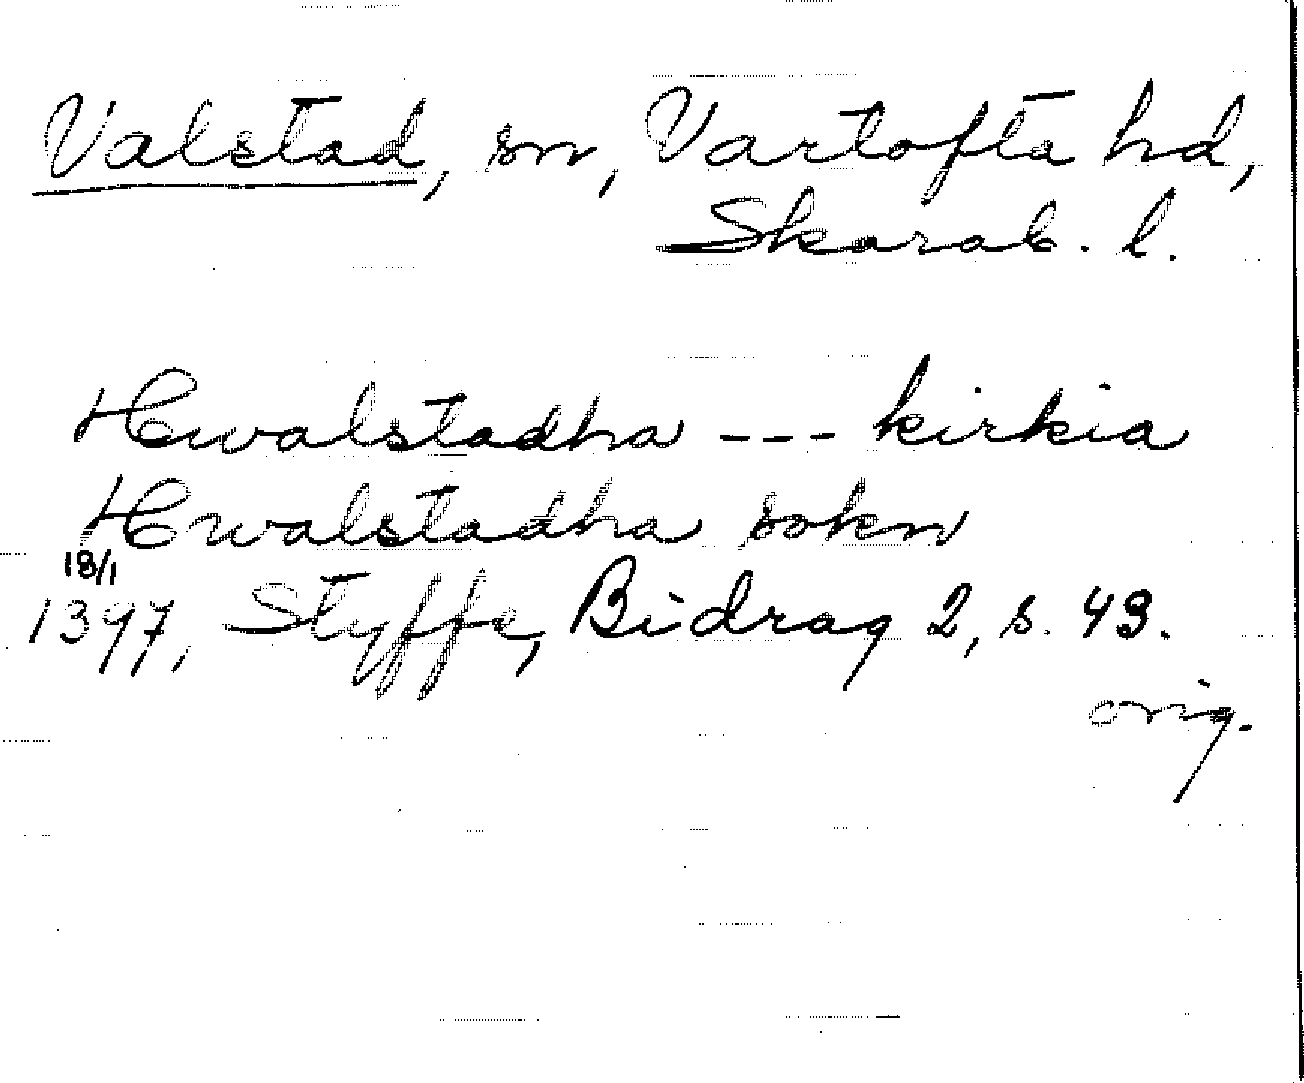 Valstad, sn, Vartofta hd,
Skarab. l.
Hwalstadha --- kirkia
Hwalstadha sokn
18/1
1397, Styffe, Bidrag 2, s. 43.
orig.